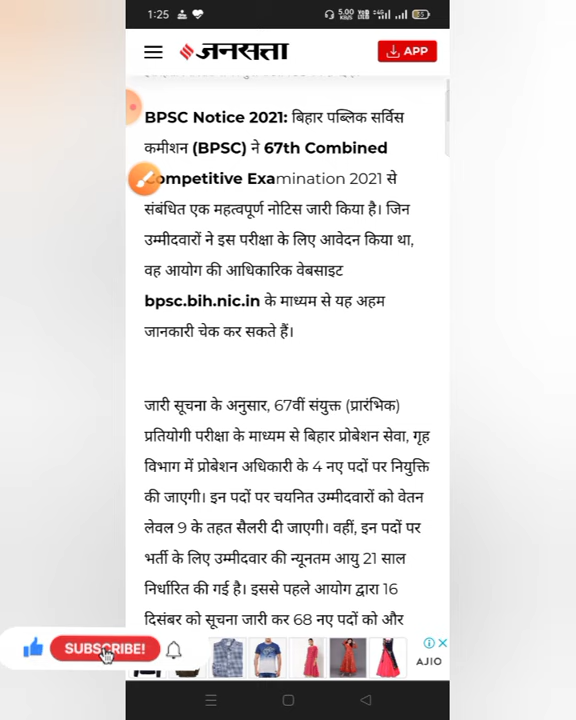 1:25
5.00 KB/S
जनसत्ता
APP
BPSC Notice 2021: बिहार पब्लिक सर्विस
कमीशन (BPSC) ने 67th Combined
Competitive Examination 2021 से
संबंधित एक महत्वपूर्ण नोटिस जारी किया है। जिन
उम्मीदवारों ने इस परीक्षा के लिए आवेदन किया था,
वह आयोग की आधिकारिक वेबसाइट
bpsc.bih.nic.in के माध्यम से यह अहम
जानकारी चेक कर सकते हैं।
जारी सूचना के अनुसार, 67वीं संयुक्त (प्रारंभिक)
प्रतियोगी परीक्षा के माध्यम से बिहार प्रोबेशन सेवा, गृह
विभाग में प्रोबेशन अधिकारी के 4 नए पदों पर नियुक्ति
की जाएगी। इन पदों पर चयनित उम्मीदवारों को वेतन
लेवल 9 के तहत सैलरी दी जाएगी। वहीं, इन पदों पर
भर्ती के लिए उम्मीदवार की न्यूनतम आयु 21 साल
निर्धारित की गई है। इससे पहले आयोग द्वारा 16
दिसंबर को सूचना जारी कर 68 नए पदों को और
SUBSCRIBE!
AJIO